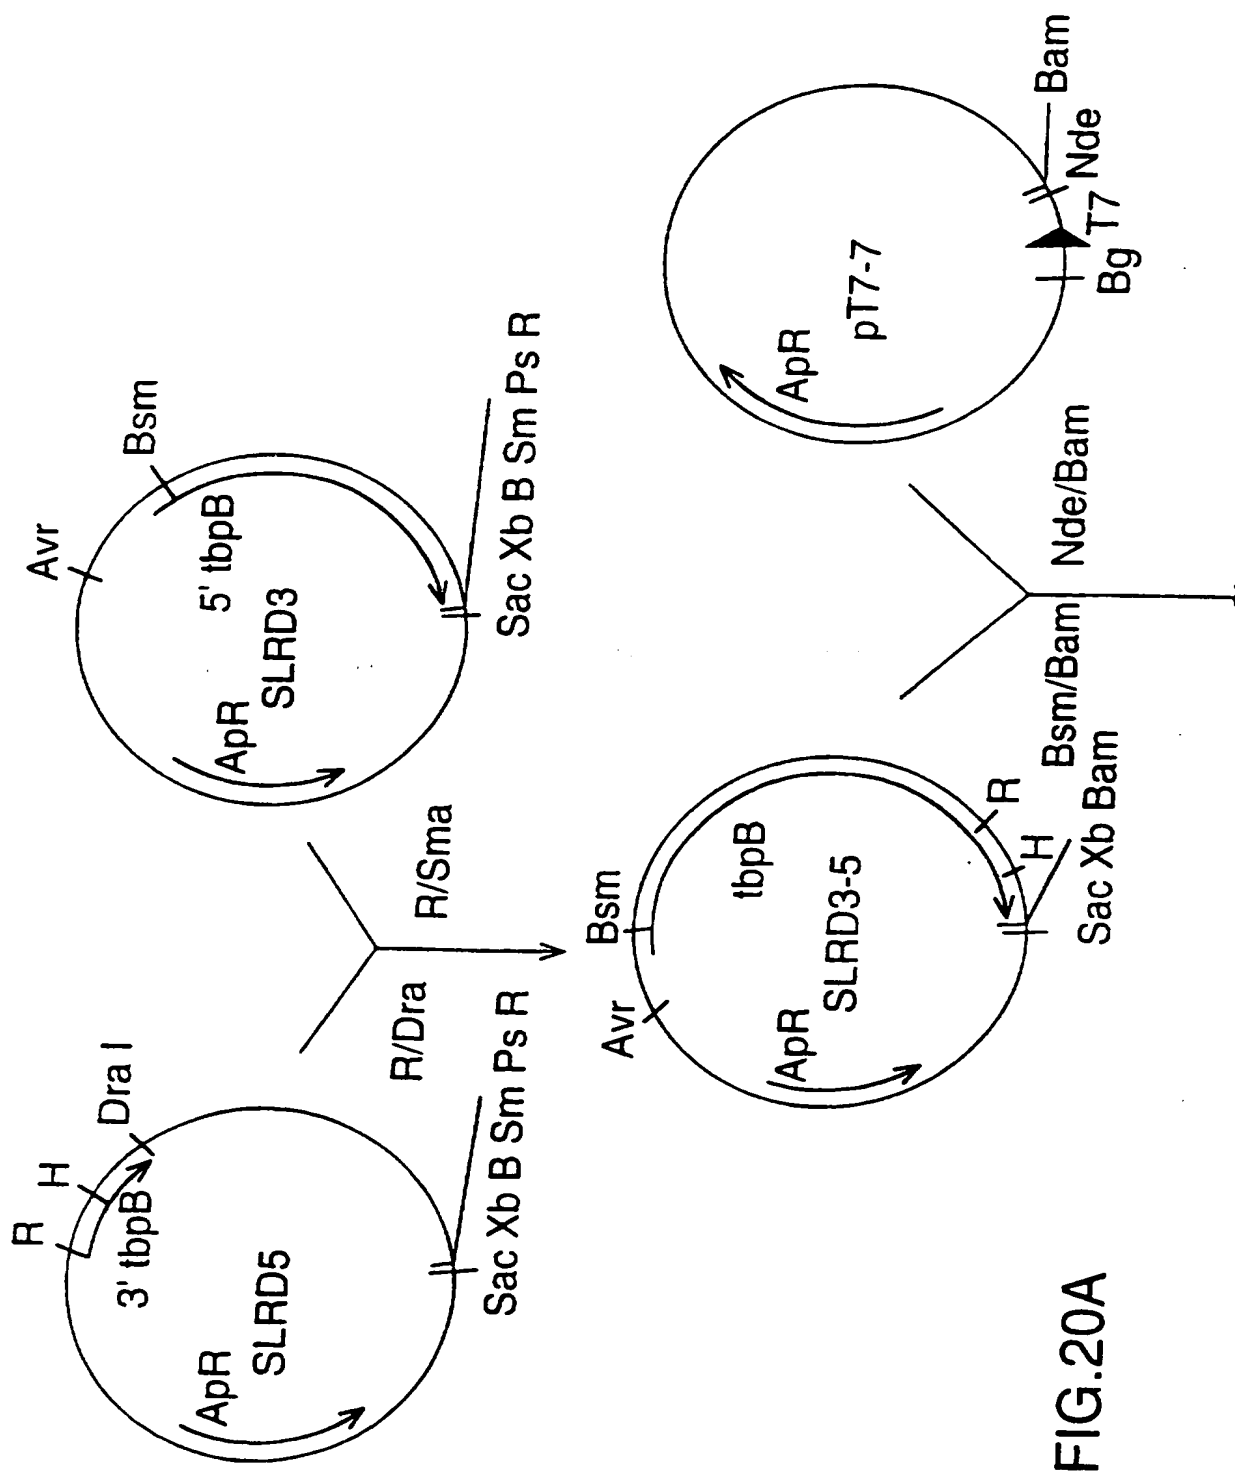 R
H
Dra I
3' tbpB
ApR
SLRD5
Sac Xb B Sm Ps R
Avr
Bsm
5' tbpB
ApR
SLRD3
Sac Xb B Sm Ps R
R/Dra
R/Sma
Avr
Bsm
tbpB
ApR
SLRD3-5
R
H
Sac Xb Bam
ApR
pT7-7
Bg
T7
Nde
Bam
Bsm/Bam
Nde/Bam
FIG.20A